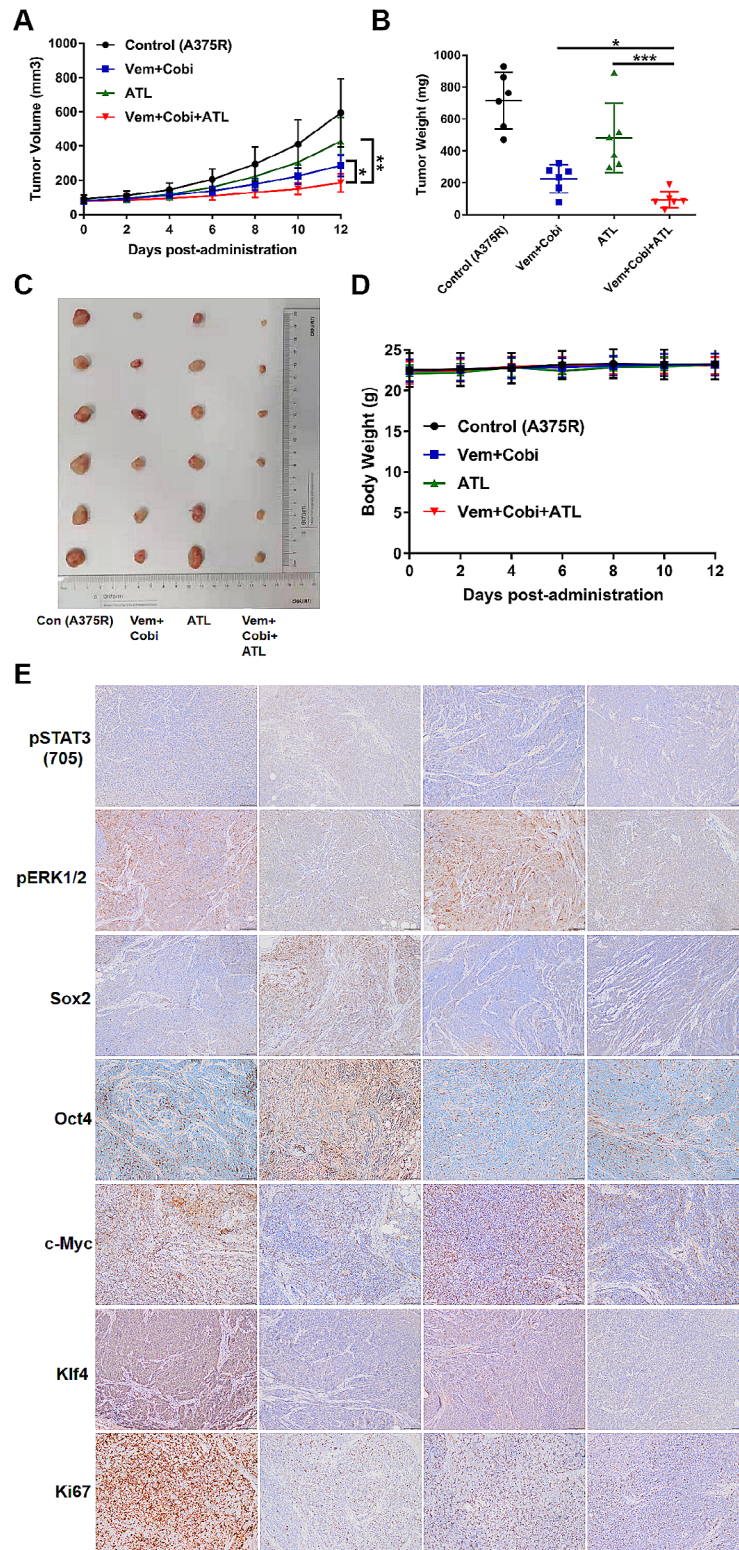 A
Tumor Volume (mm3)
1000
800
600
400
200
0
0 2 4 6 8 10 12
Days post-administration
Control (A375R)
Vem+Cobi
ATL
Vem+Cobi+ATL
*
**
B
Tumor Weight (mg)
1000
800
600
400
200
0
*
***
Control (A375R)
Vem+Cobi
ATL
Vem+Cobi+ATL
C
Con (A375R)
Vem+
Cobi
ATL
Vem+
Cobi+
ATL
D
Body Weight (g)
25
20
15
10
5
0
0 2 4 6 8 10 12
Days post-administration
Control (A375R)
Vem+Cobi
ATL
Vem+Cobi+ATL
E
pSTAT3
(705)
pERK1/2
Sox2
Oct4
c-Myc
Klf4
Ki67